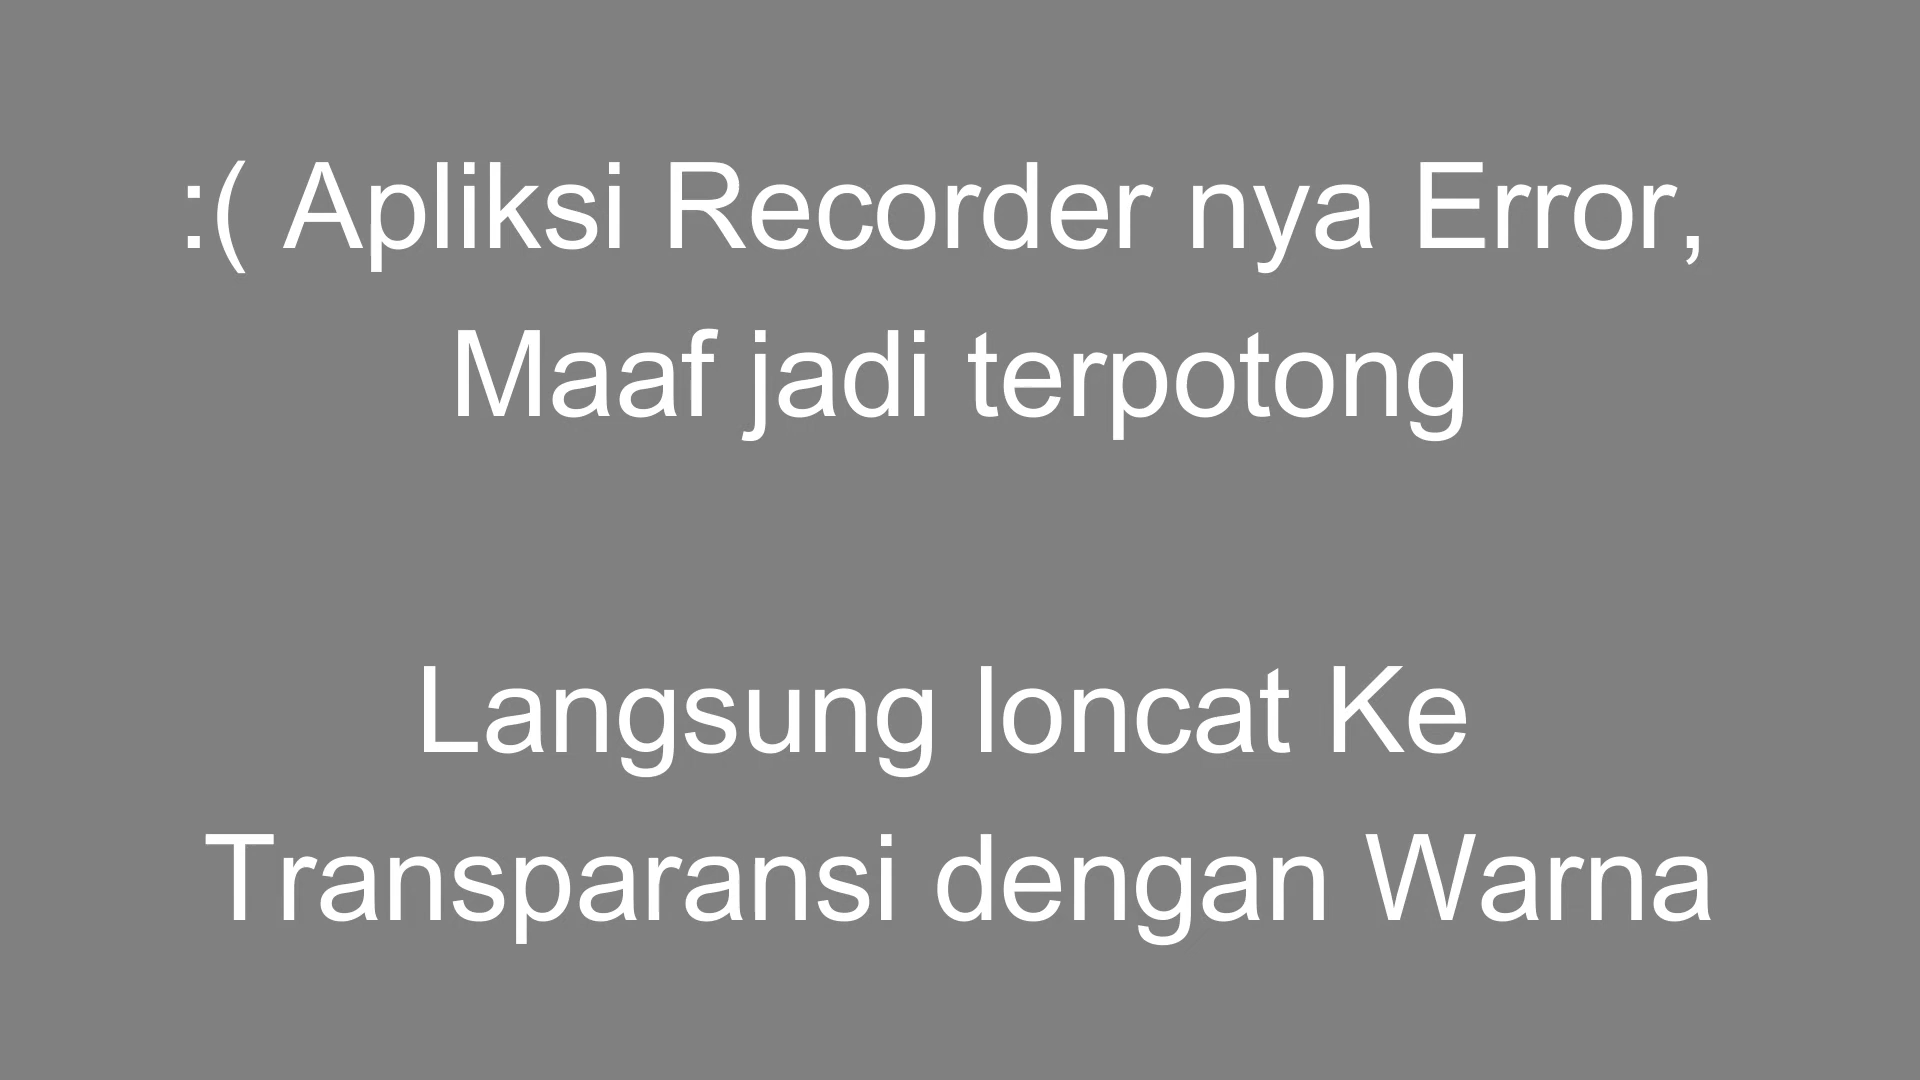 :( Apliksi Recorder nya Error,
Maaf jadi terpotong
Langsung loncat Ke
Transparansi dengan Warna